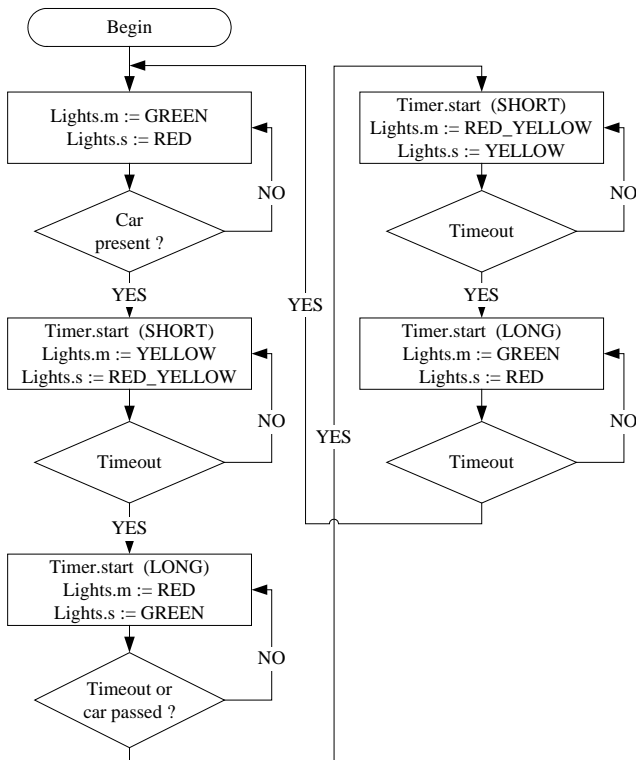 Begin
Lights.m := GREEN
Lights.s := RED
NO
Car
present ?
YES
Timer.start (SHORT)
Lights.m := YELLOW
Lights.s := RED_YELLOW
NO
Timeout
YES
Timer.start (LONG)
Lights.m := RED
Lights.s := GREEN
NO
Timeout or
car passed ?
YES
YES
Timer.start (SHORT)
Lights.m := RED_YELLOW
Lights.s := YELLOW
NO
Timeout
YES
Timer.start (LONG)
Lights.m := GREEN
Lights.s := RED
NO
Timeout